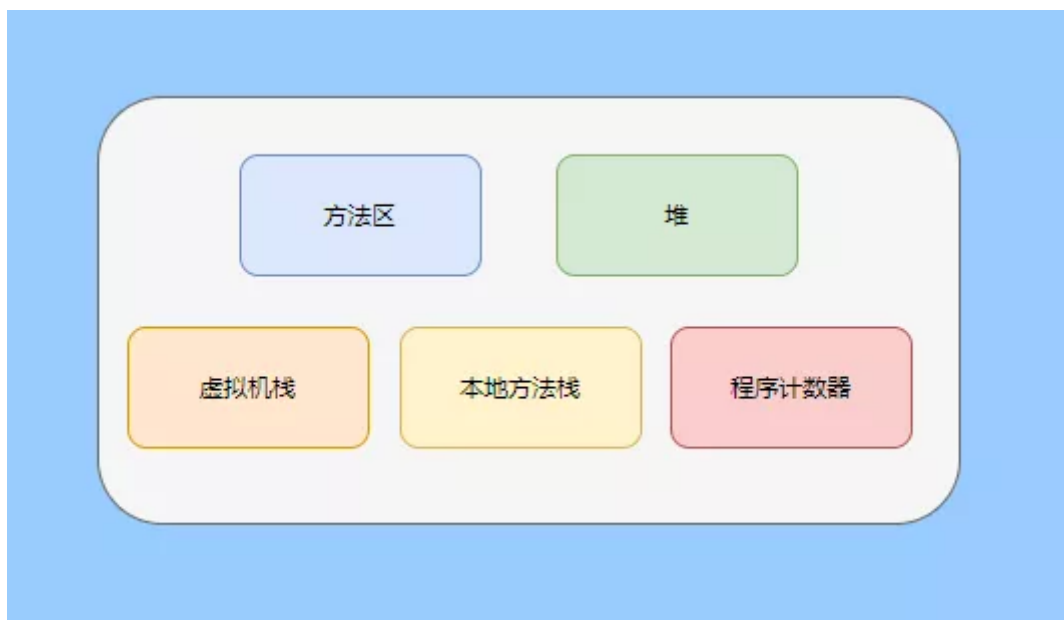 方法区
堆
虚拟机栈
本地方法栈
程序计数器